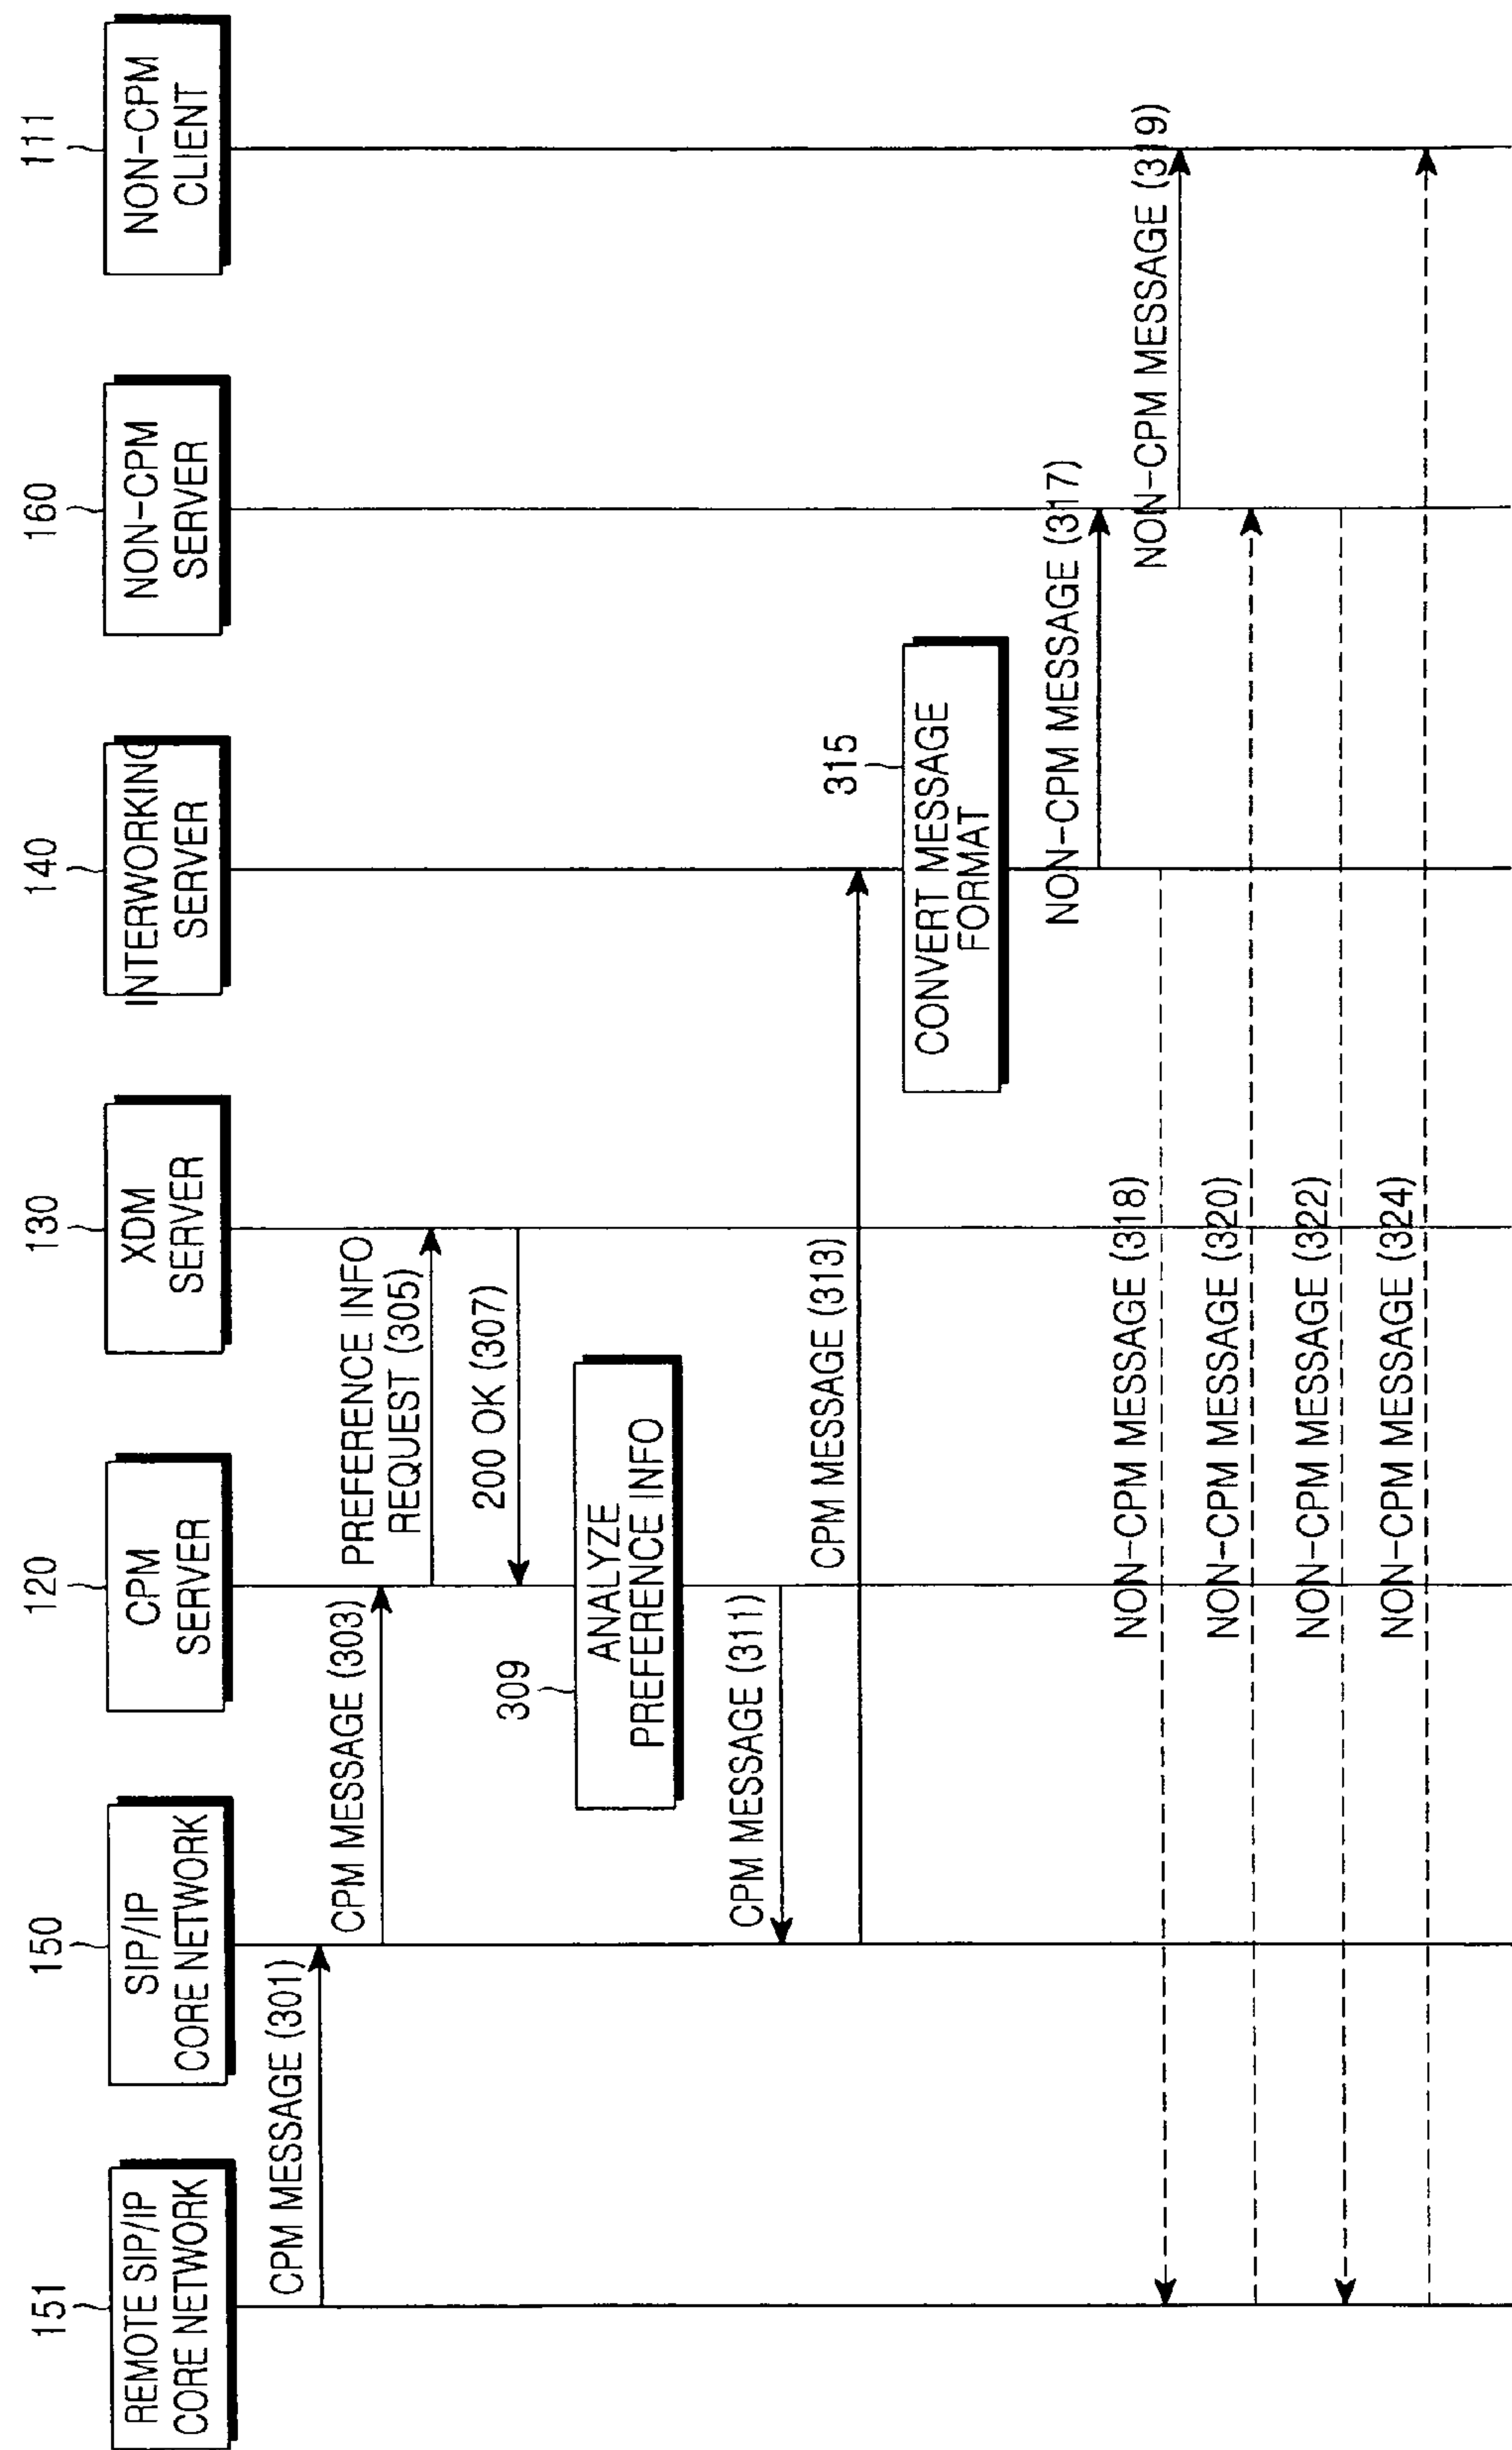 151
REMOTE SIP/IP
CORE NETWORK
150
SIP/IP
CORE NETWORK
120
CPM
SERVER
130
XDM
SERVER
140
INTERWORKING
SERVER
160
NON-CPM
SERVER
111
NON-CPM
CLIENT
CPM MESSAGE (301)
CPM MESSAGE (303)
PREFERENCE INFO
REQUEST (305)
200 OK (307)
309
ANALYZE
PREFERENCE INFO
CPM MESSAGE (311)
CPM MESSAGE (313)
315
CONVERT MESSAGE
FORMAT
NON-CPM MESSAGE (317)
NON-CPM MESSAGE (319)
NON-CPM MESSAGE (318)
NON-CPM MESSAGE (320)
NON-CPM MESSAGE (322)
NON-CPM MESSAGE (324)